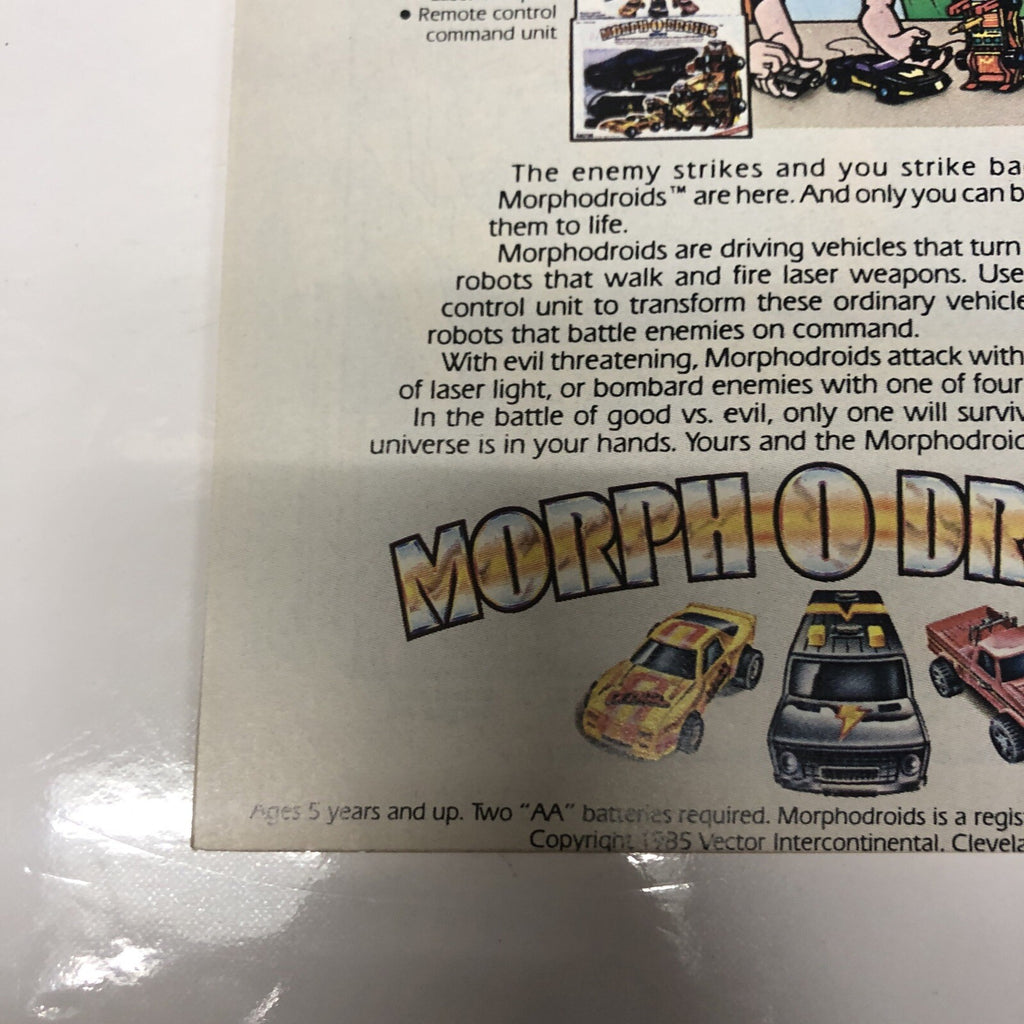 • Remote control
command unit
MORPH-O-DROIDS
The enemy strikes and you strike ba
Morphodroids™ are here. And only you can b
them to life.
Morphodroids are driving vehicles that turn
robots that walk and fire laser weapons. Use
control unit to transform these ordinary vehicle
robots that battle enemies on command.
With evil threatening, Morphodroids attack with
of laser light, or bombard enemies with one of four
In the battle of good vs. evil, only one will surviv
universe is in your hands. Yours and the Morphodroid
MORPH O DR
Ages 5 years and up. Two "AA" batteries required. Morphodroids is a regis
Copyright 1985 Vector Intercontinental. Clevela